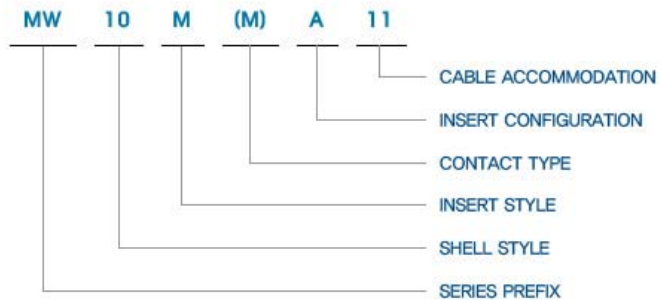 MW 10 M (M) A 11
CABLE ACCOMMODATION
INSERT CONFIGURATION
CONTACT TYPE
INSERT STYLE
SHELL STYLE
SERIES PREFIX